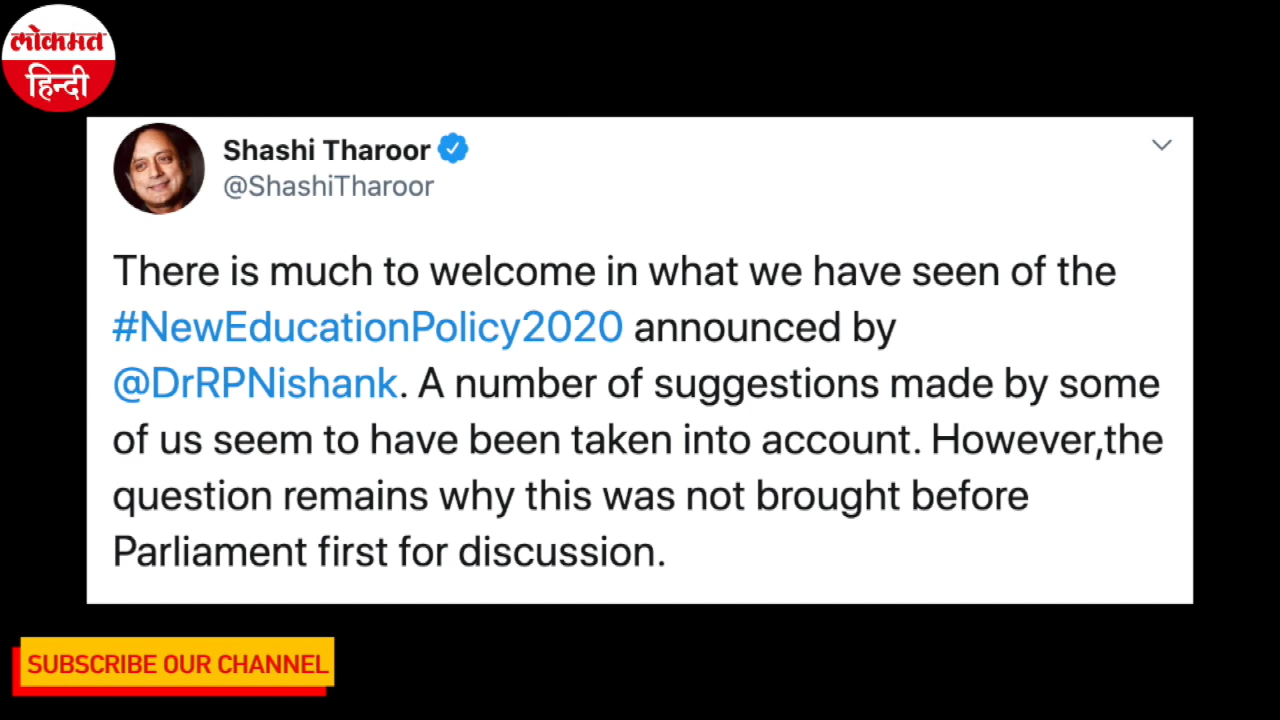 लोकमत
हिन्दी
Shashi Tharoor
@ShashiTharoor
There is much to welcome in what we have seen of the
#NewEducationPolicy2020 announced by
@DrRPNishank. A number of suggestions made by some
of us seem to have been taken into account. However,the
question remains why this was not brought before
Parliament first for discussion.
SUBSCRIBE OUR CHANNEL